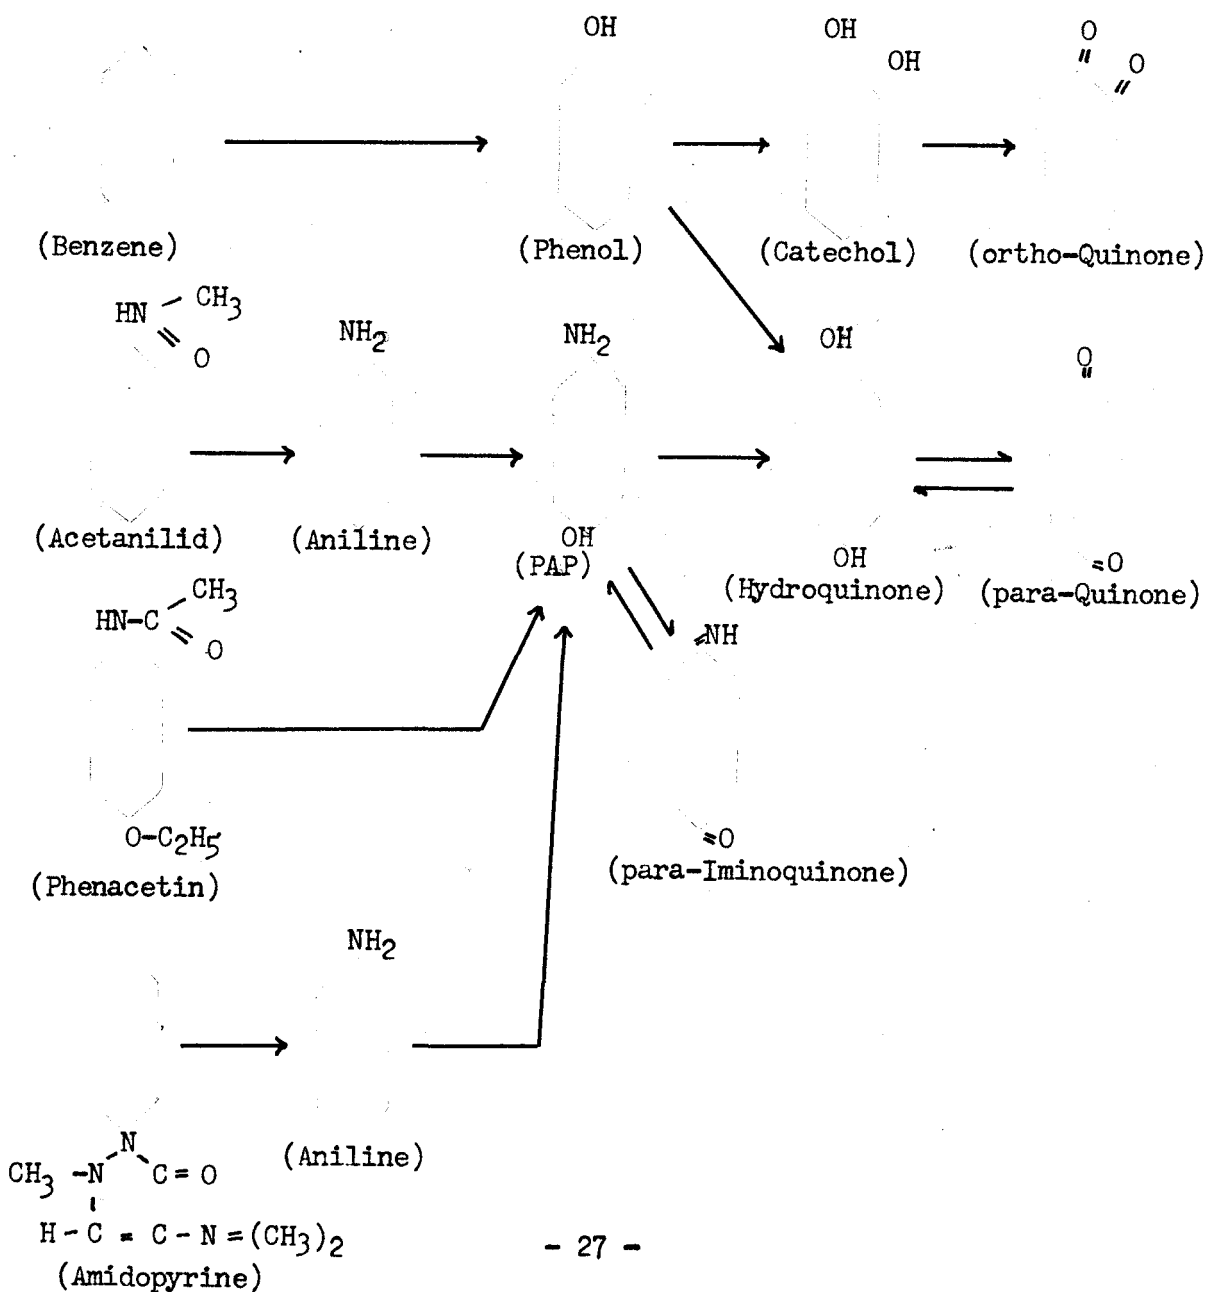 OH OH O
OH O
(Benzene) (Phenol) (Catechol) (ortho-Quinone)
HN CH3
O
NH2 NH2 OH O
(Acetanilid) (Aniline) OH
(PAP) OH =O
(Hydroquinone) (para-Quinone)
HN-C CH3
O
=NH
O-C2H5 =O
(Phenacetin) (para-Iminoquinone)
NH2
(Aniline)
N
CH3 -N C=O
H-C = C-N=(CH3)2
(Amidopyrine)
- 27 -